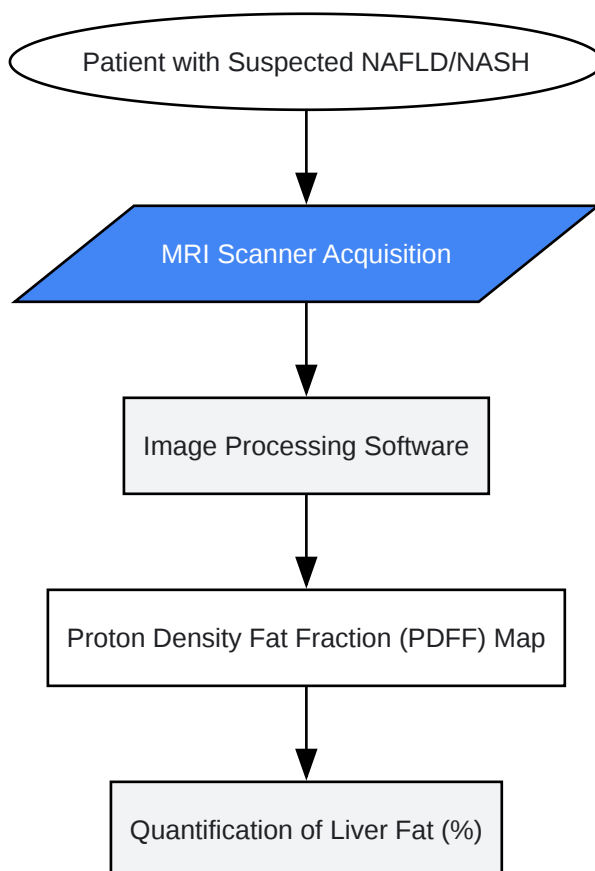 Patient with Suspected NAFLD/NASH
MRI Scanner Acquisition
Image Processing Software
Proton Density Fat Fraction (PDFF) Map
Quantification of Liver Fat (%)